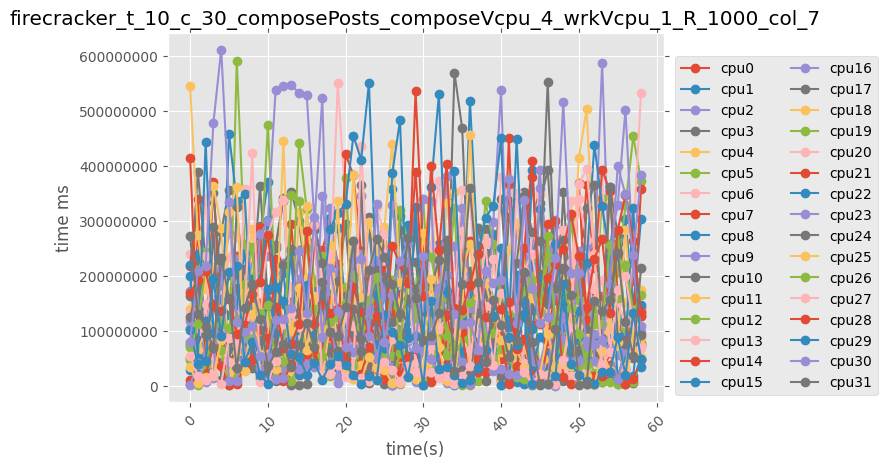 firecracker_t_10_c_30_composePosts_composeVcpu_4_wrkVcpu_1_R_1000_col_7
time ms
600000000
500000000
400000000
300000000
200000000
100000000
0
0
10
20
30
40
50
60
time(s)
cpu0
cpu1
cpu2
cpu3
cpu4
cpu5
cpu6
cpu7
cpu8
cpu9
cpu10
cpu11
cpu12
cpu13
cpu14
cpu15
cpu16
cpu17
cpu18
cpu19
cpu20
cpu21
cpu22
cpu23
cpu24
cpu25
cpu26
cpu27
cpu28
cpu29
cpu30
cpu31